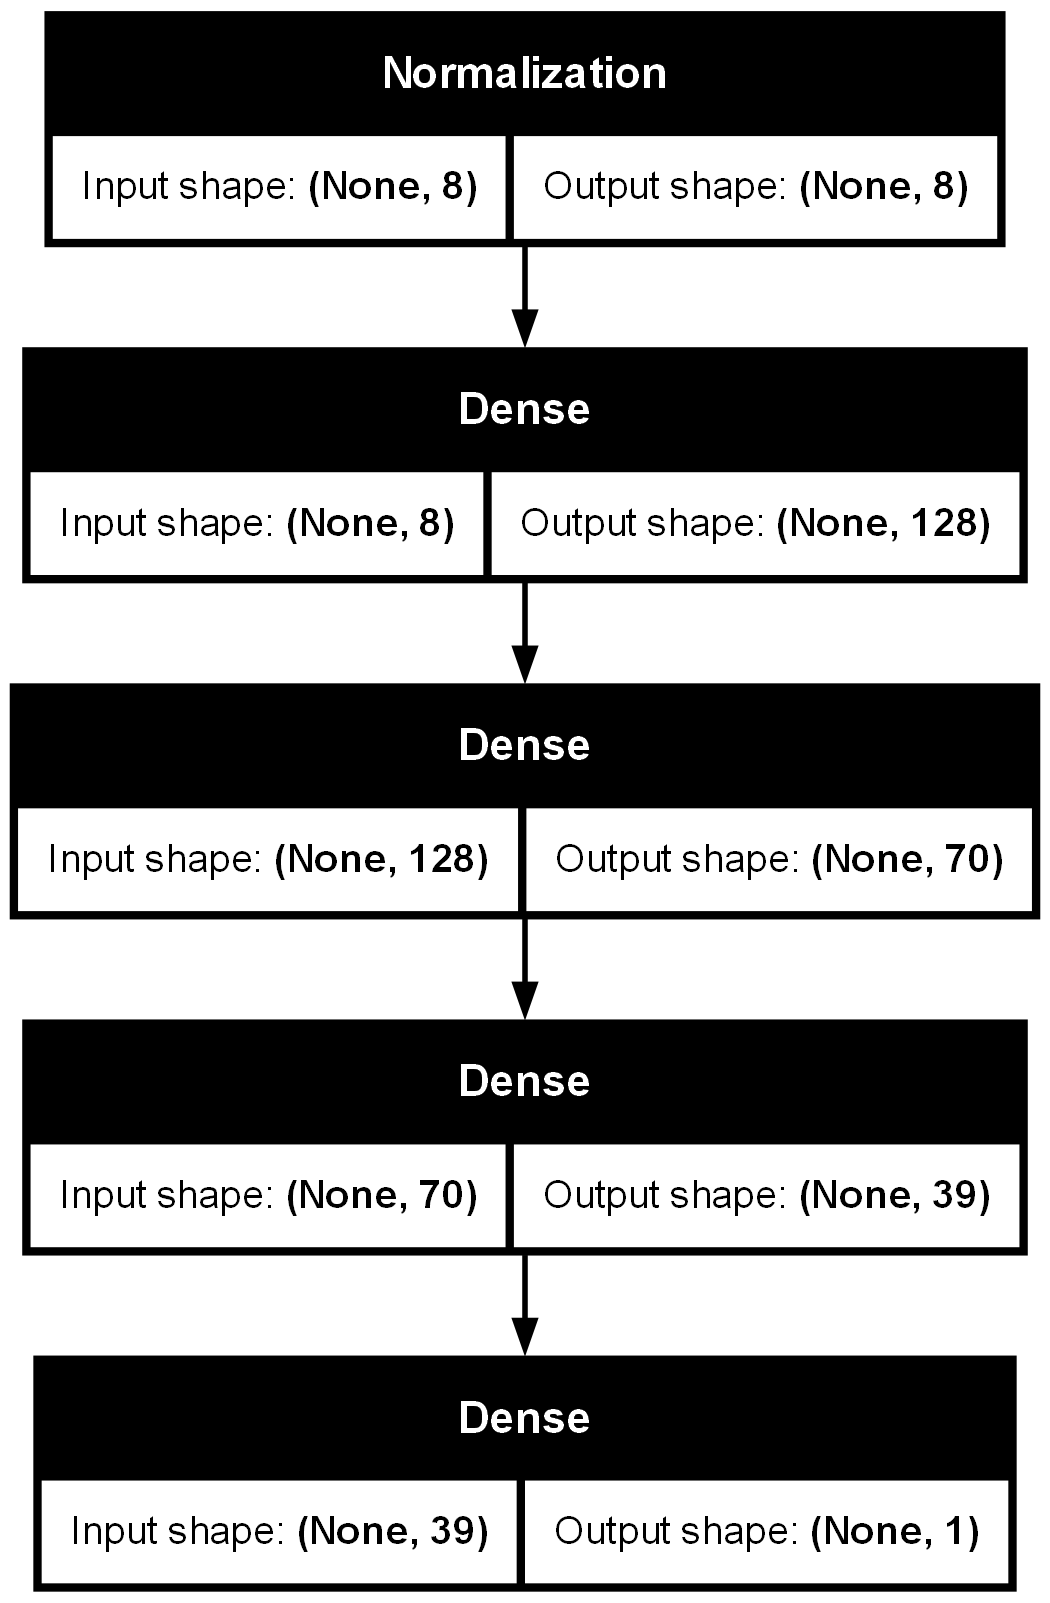 Normalization
Input shape: (None, 8) Output shape: (None, 8)
Dense
Input shape: (None, 8) Output shape: (None, 128)
Dense
Input shape: (None, 128) Output shape: (None, 70)
Dense
Input shape: (None, 70) Output shape: (None, 39)
Dense
Input shape: (None, 39) Output shape: (None, 1)